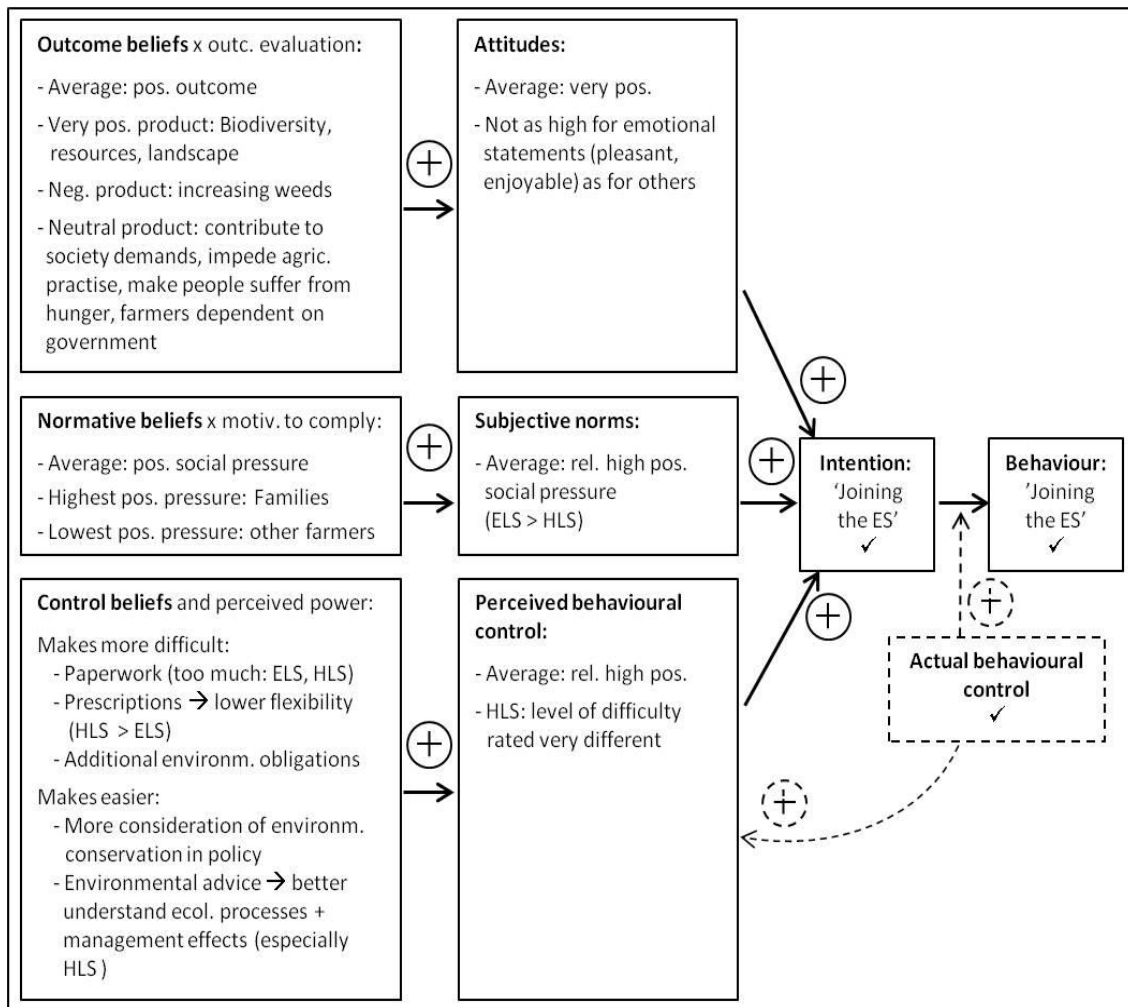 Outcome beliefs x outc. evaluation:
- Average: pos. outcome
- Very pos. product: Biodiversity,
resources, landscape
- Neg. product: increasing weeds
- Neutral product: contribute to
society demands, impede agric.
practise, make people suffer from
hunger, farmers dependent on
government
+
Attitudes:
- Average: very pos.
- Not as high for emotional
statements (pleasant,
enjoyable) as for others
+
Normative beliefs x motiv. to comply:
- Average: pos. social pressure
- Highest pos. pressure: Families
- Lowest pos. pressure: other farmers
+
Subjective norms:
- Average: rel. high pos.
social pressure
(ELS > HLS)
+
Intention:
‘Joining
the ES’
✓
Behaviour:
’Joining
the ES’
✓
Control beliefs and perceived power:
Makes more difficult:
- Paperwork (too much: ELS, HLS)
- Prescriptions → lower flexibility
(HLS > ELS)
- Additional environm. obligations
Makes easier:
- More consideration of environm.
conservation in policy
- Environmental advice → better
understand ecol. processes +
management effects (especially
HLS )
+
Perceived behavioural
control:
- Average: rel. high pos.
- HLS: level of difficulty
rated very different
+
+
Actual behavioural
control
✓
+